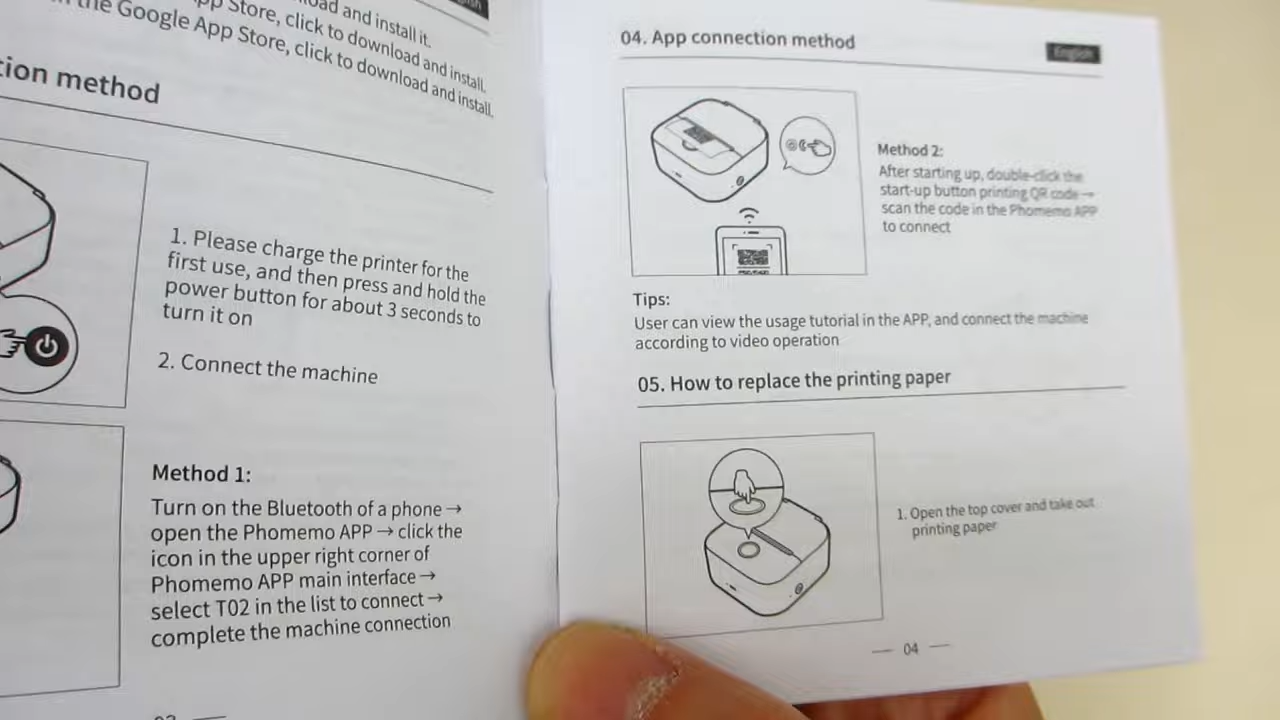 load and install it.
pp Store, click to download and install.
the Google App Store, click to download and install.
tion method
1. Please charge the printer for the
first use, and then press and hold the
power button for about 3 seconds to
turn it on
2. Connect the machine
Method 1:
Turn on the Bluetooth of a phone →
open the Phomemo APP → click the
icon in the upper right corner of
Phomemo APP main interface →
select T02 in the list to connect →
complete the machine connection
04. App connection method
English
Method 2:
After starting up, double-click the
start-up button printing QR code →
scan the code in the Phomemo APP
to connect
Tips:
User can view the usage tutorial in the APP, and connect the machine
according to video operation
05. How to replace the printing paper
1. Open the top cover and take out
printing paper
— 04 —